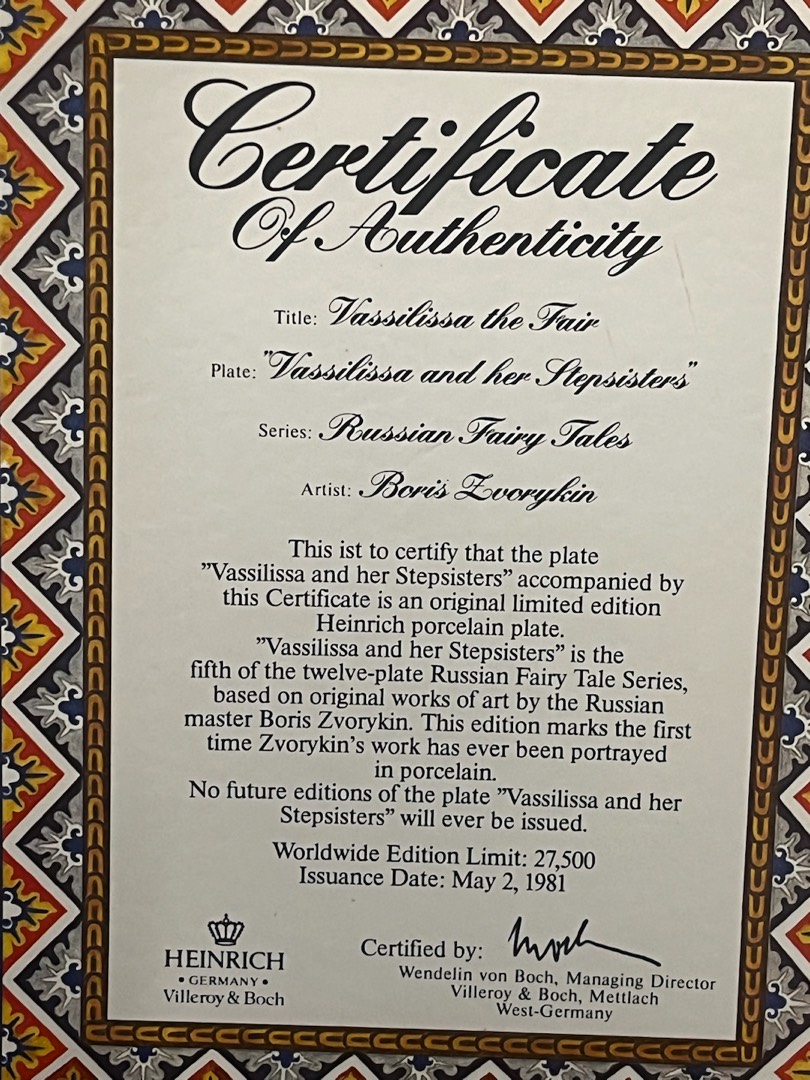 Certificate
Of Authenticity
Title: Vassilissa the Fair
Plate: "Vassilissa and her Stepsisters"
Series: Russian Fairy Tales
Artist: Boris Zvorykin
This ist to certify that the plate
"Vassilissa and her Stepsisters" accompanied by
this Certificate is an original limited edition
Heinrich porcelain plate.
"Vassilissa and her Stepsisters" is the
fifth of the twelve-plate Russian Fairy Tale Series,
based on original works of art by the Russian
master Boris Zvorykin. This edition marks the first
time Zvorykin's work has ever been portrayed
in porcelain.
No future editions of the plate "Vassilissa and her
Stepsisters" will ever be issued.
Worldwide Edition Limit: 27,500
Issuance Date: May 2, 1981
HEINRICH
• GERMANY •
Villeroy & Boch
Certified by:
Wendelin von Boch, Managing Director
Villeroy & Boch, Mettlach
West-Germany